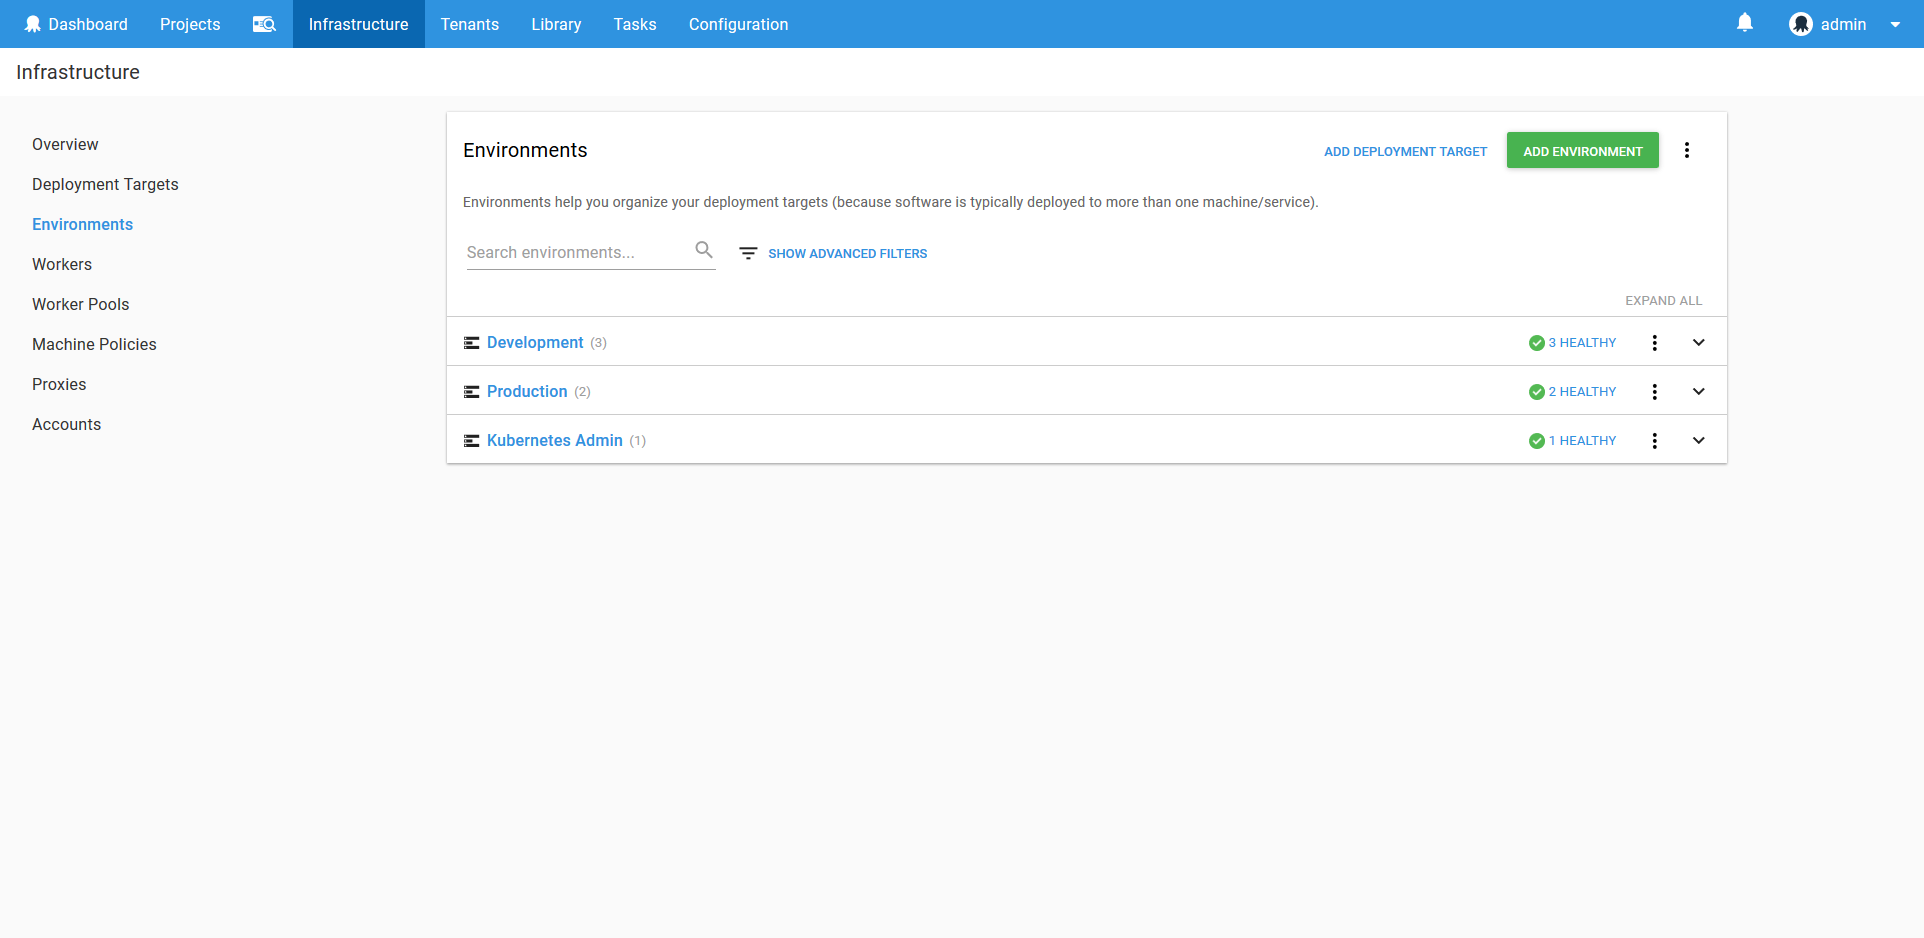 Dashboard Projects Infrastructure Tenants Library Tasks Configuration admin
Infrastructure
Overview
Deployment Targets
Environments
Workers
Worker Pools
Machine Policies
Proxies
Accounts
Environments ADD DEPLOYMENT TARGET ADD ENVIRONMENT
Environments help you organize your deployment targets (because software is typically deployed to more than one machine/service).
Search environments... SHOW ADVANCED FILTERS
EXPAND ALL
Development (3) 3 HEALTHY
Production (2) 2 HEALTHY
Kubernetes Admin (1) 1 HEALTHY